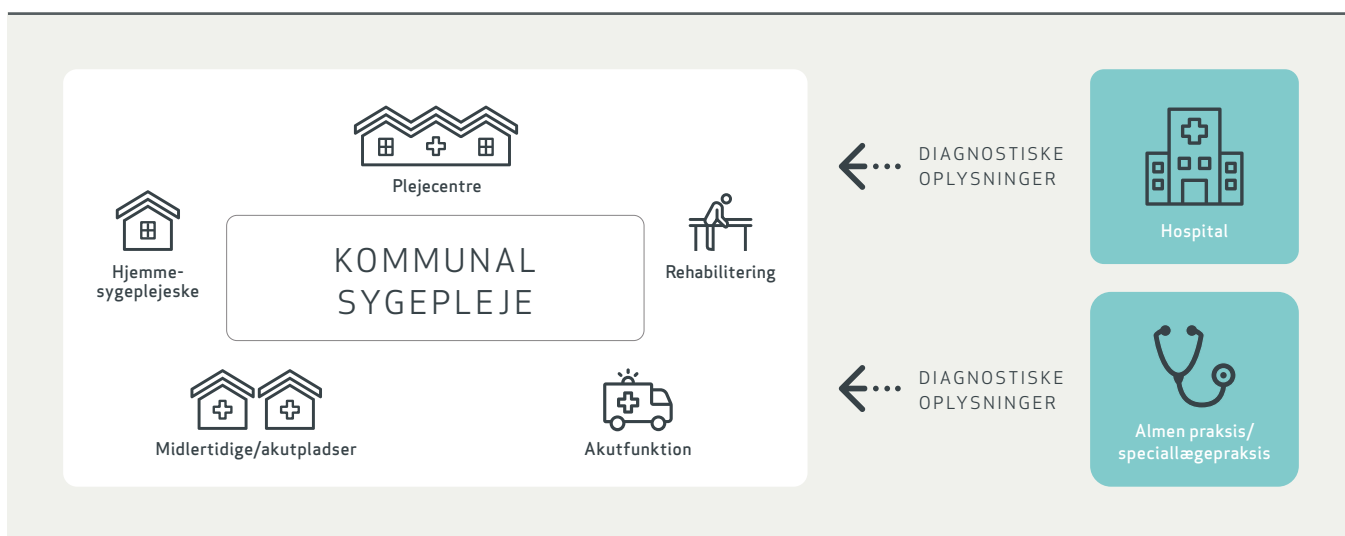 Plejecentre
Hjemme-
sygeplejeske
KOMMUNAL
SYGEPLEJE
Rehabilitering
Midlertidige/akutpladser
Akutfunktion
DIAGNOSTISKE
OPLYSNINGER
Hospital
DIAGNOSTISKE
OPLYSNINGER
Almen praksis/
speciallægepraksis